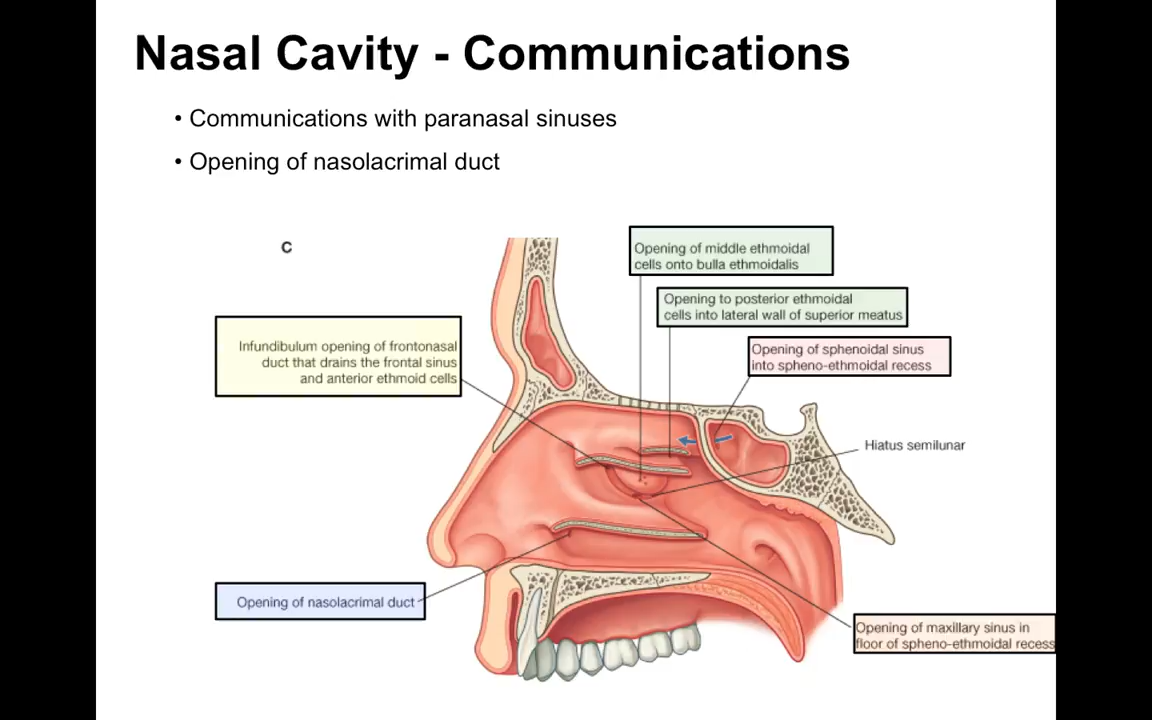 Nasal Cavity - Communications
• Communications with paranasal sinuses
• Opening of nasolacrimal duct
C
Opening of middle ethmoidal
cells onto bulla ethmoidalis
Opening to posterior ethmoidal
cells into lateral wall of superior meatus
Infundibulum opening of frontonasal
duct that drains the frontal sinus
and anterior ethmoid cells
Opening of sphenoidal sinus
into spheno-ethmoidal recess
Hiatus semilunar
Opening of nasolacrimal duct
Opening of maxillary sinus in
floor of spheno-ethmoidal recess